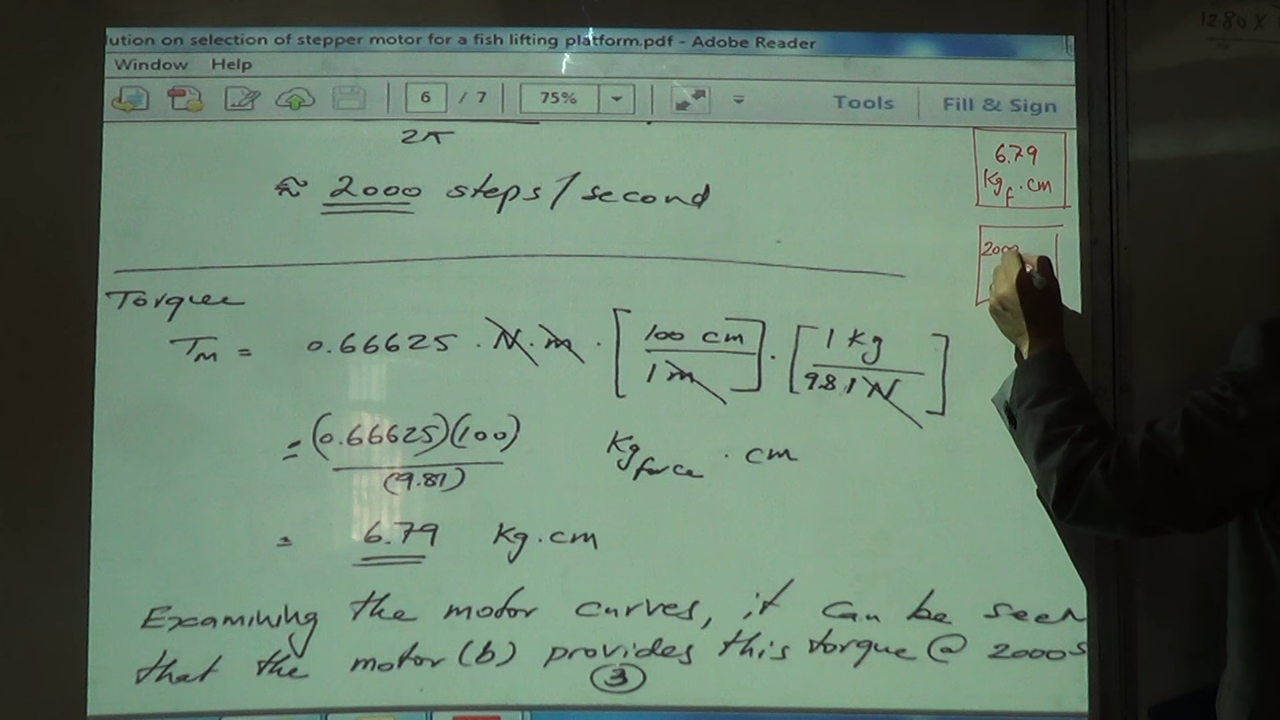 ution on selection of stepper motor for a fish lifting platform.pdf - Adobe Reader
Window Help
6 / 7 75% Tools Fill & Sign
2π
≈ 2000 steps/second
6.79
Kgf.cm
2000
Torque
TM = 0.66625 . N.m . [100 cm / 1 m] . [1 kg / 9.81 N]
= (0.66625)(100) / (9.81) Kgforce . cm
= 6.79 Kg.cm
Examining the motor curves, it can be seen
that the motor (b) provides this torque @ 2000s
3
1280 X